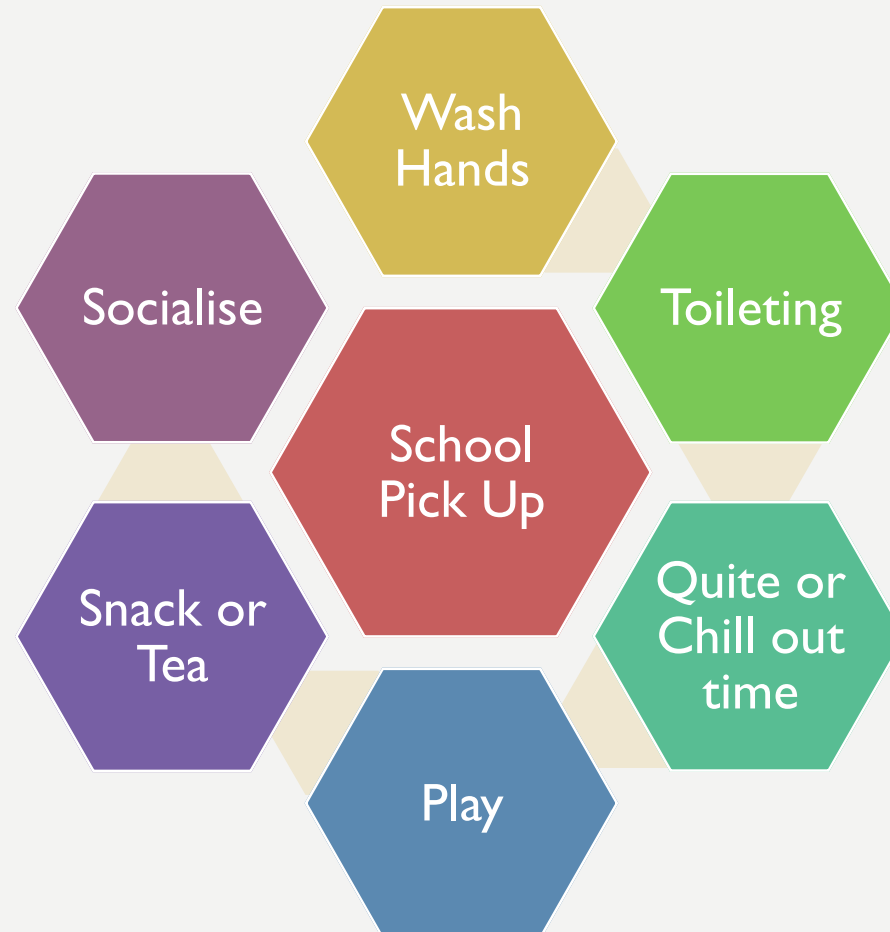 Wash
Hands
Socialise
Toileting
School
Pick Up
Quite or
Chill out
time
Snack or
Tea
Play